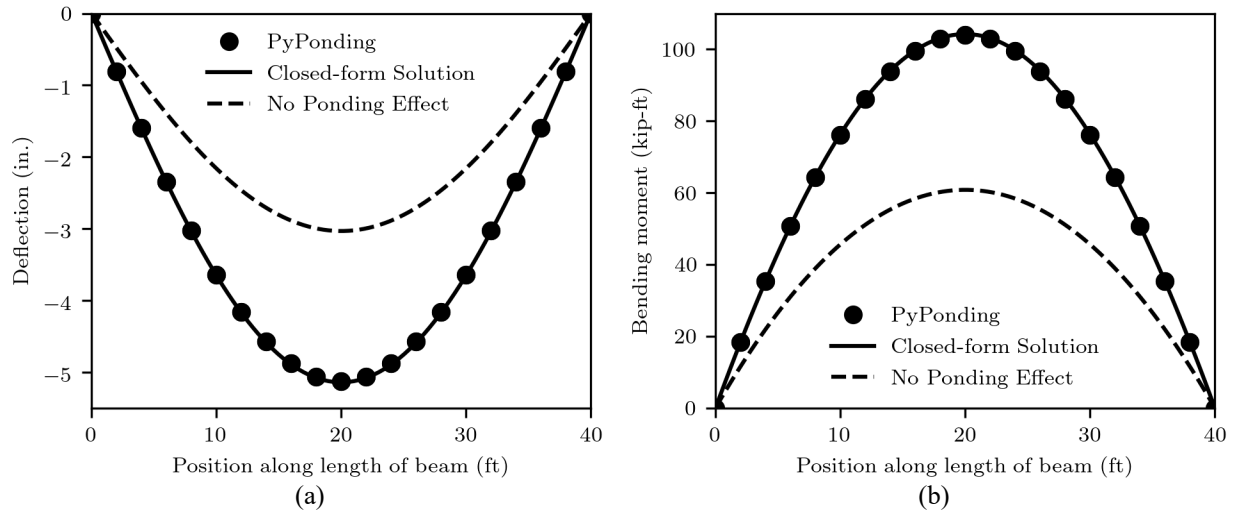 0
−1
−2
−3
−4
−5
Deflection (in.)
PyPonding
Closed-form Solution
No Ponding Effect
0 10 20 30 40
Position along length of beam (ft)
(a)
100
80
60
40
20
0
Bending moment (kip-ft)
PyPonding
Closed-form Solution
No Ponding Effect
0 10 20 30 40
Position along length of beam (ft)
(b)